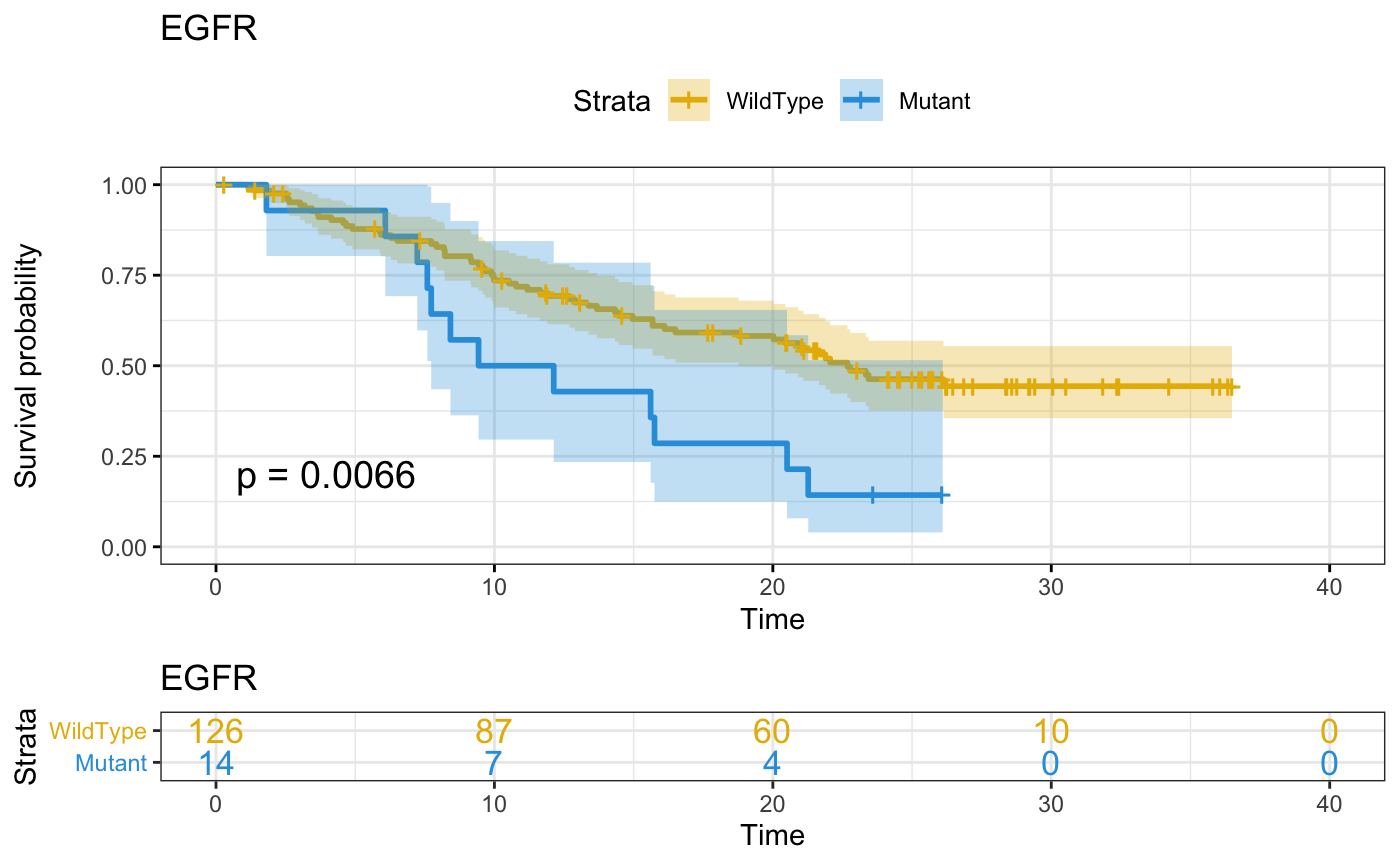 EGFR
Strata WildType Mutant
Survival probability
1.00
0.75
0.50
0.25
0.00
p = 0.0066
0 10 20 30 40
Time
EGFR
Strata
WildType 126 87 60 10 0
Mutant 14 7 4 0 0
0 10 20 30 40
Time